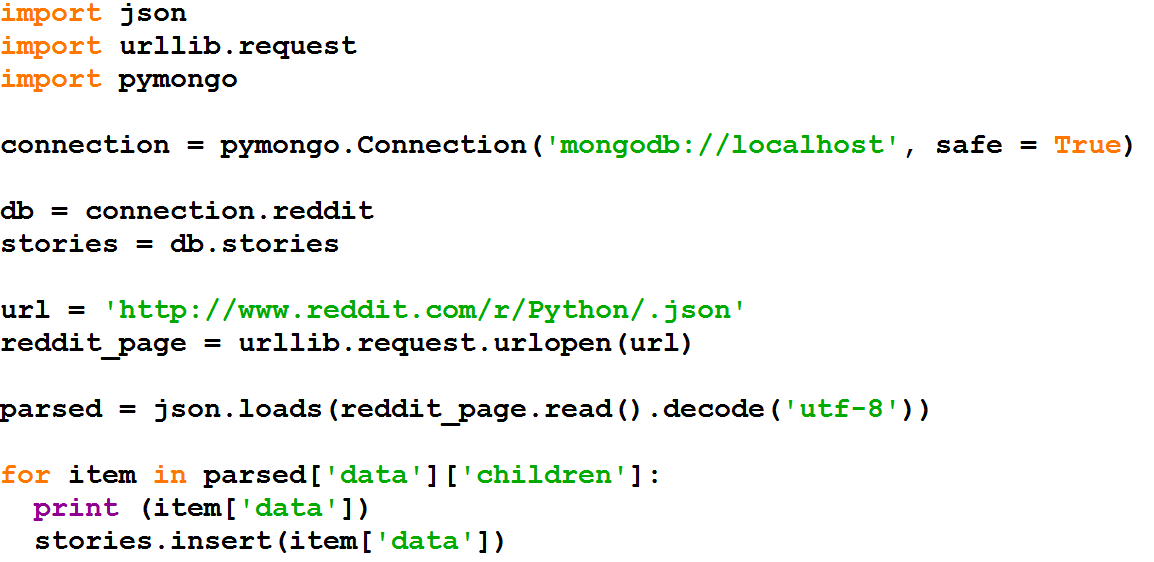 import json
import urllib.request
import pymongo

connection = pymongo.Connection('mongodb://localhost', safe = True)

db = connection.reddit
stories = db.stories

url = 'http://www.reddit.com/r/Python/.json'
reddit_page = urllib.request.urlopen(url)

parsed = json.loads(reddit_page.read().decode('utf-8'))

for item in parsed['data']['children']:
  print (item['data'])
  stories.insert(item['data'])